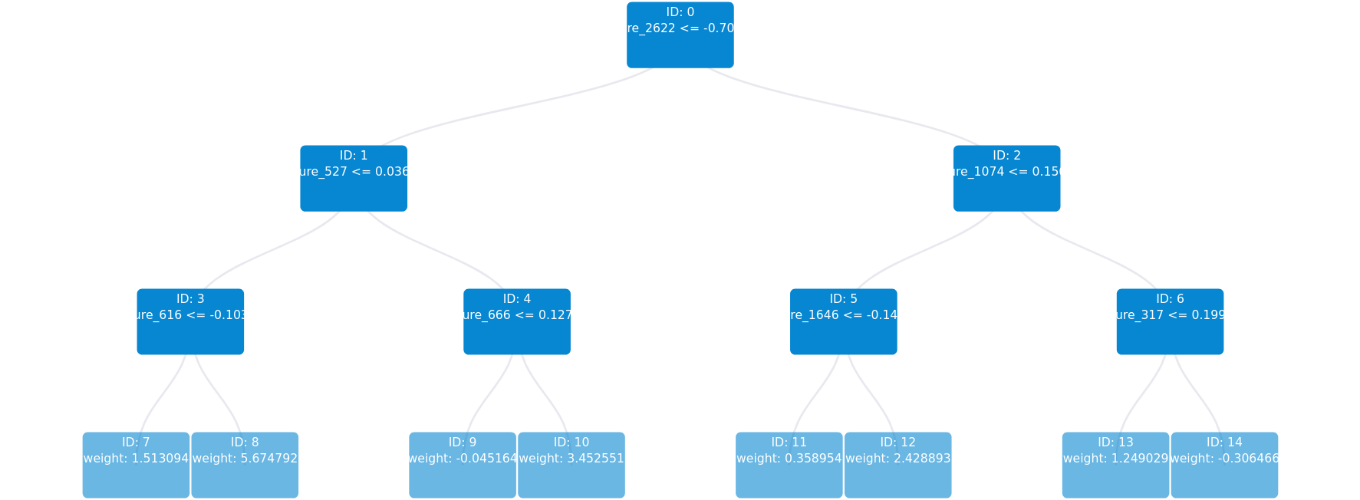 ID: 0
re_2622 <= -0.70
ID: 1
ure_527 <= 0.036
ID: 2
ure_1074 <= 0.150
ID: 3
ure_616 <= -0.103
ID: 4
ure_666 <= 0.127
ID: 5
re_1646 <= -0.14
ID: 6
ure_317 <= 0.199
ID: 7
weight: 1.513094
ID: 8
weight: 5.674792
ID: 9
weight: -0.045164
ID: 10
weight: 3.452551
ID: 11
weight: 0.358954
ID: 12
weight: 2.428893
ID: 13
weight: 1.249029
ID: 14
weight: -0.306466